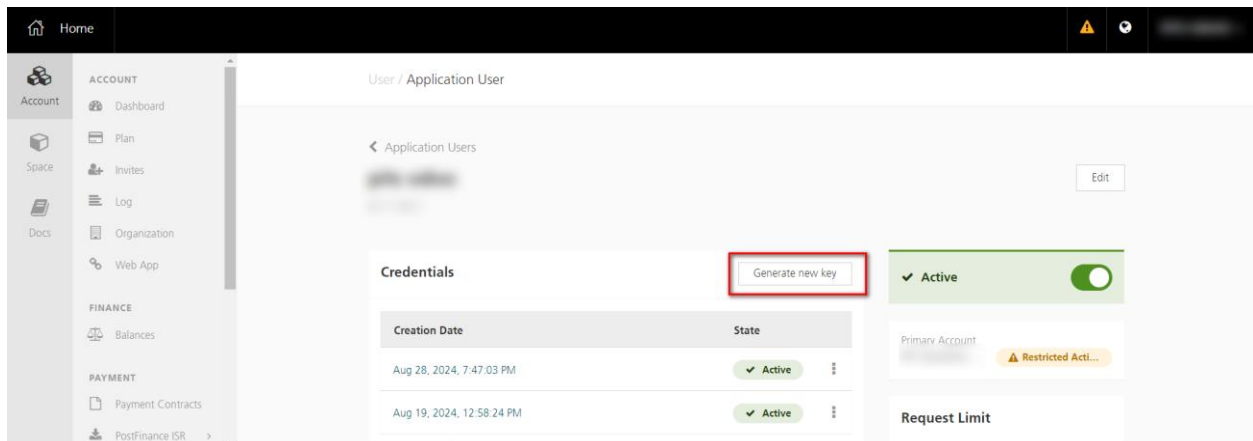 Home
Account
Space
Docs
ACCOUNT
Dashboard
Plan
Invites
Log
Organization
Web App
FINANCE
Balances
PAYMENT
Payment Contracts
PostFinance ISR >
User / Application User
Application Users
Edit
Credentials
Generate new key
Creation Date State
Aug 28, 2024, 7:47:03 PM Active
Aug 19, 2024, 12:58:24 PM Active
Active
Primary Account
Restricted Acti...
Request Limit